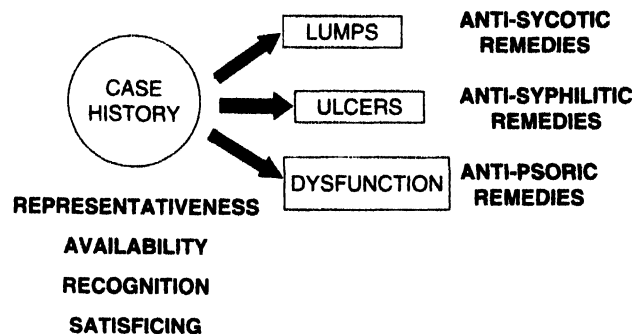 CASE
HISTORY
LUMPS
ANTI-SYCOTIC
REMEDIES
ULCERS
ANTI-SYPHILITIC
REMEDIES
DYSFUNCTION
ANTI-PSORIC
REMEDIES
REPRESENTATIVENESS
AVAILABILITY
RECOGNITION
SATISFICING